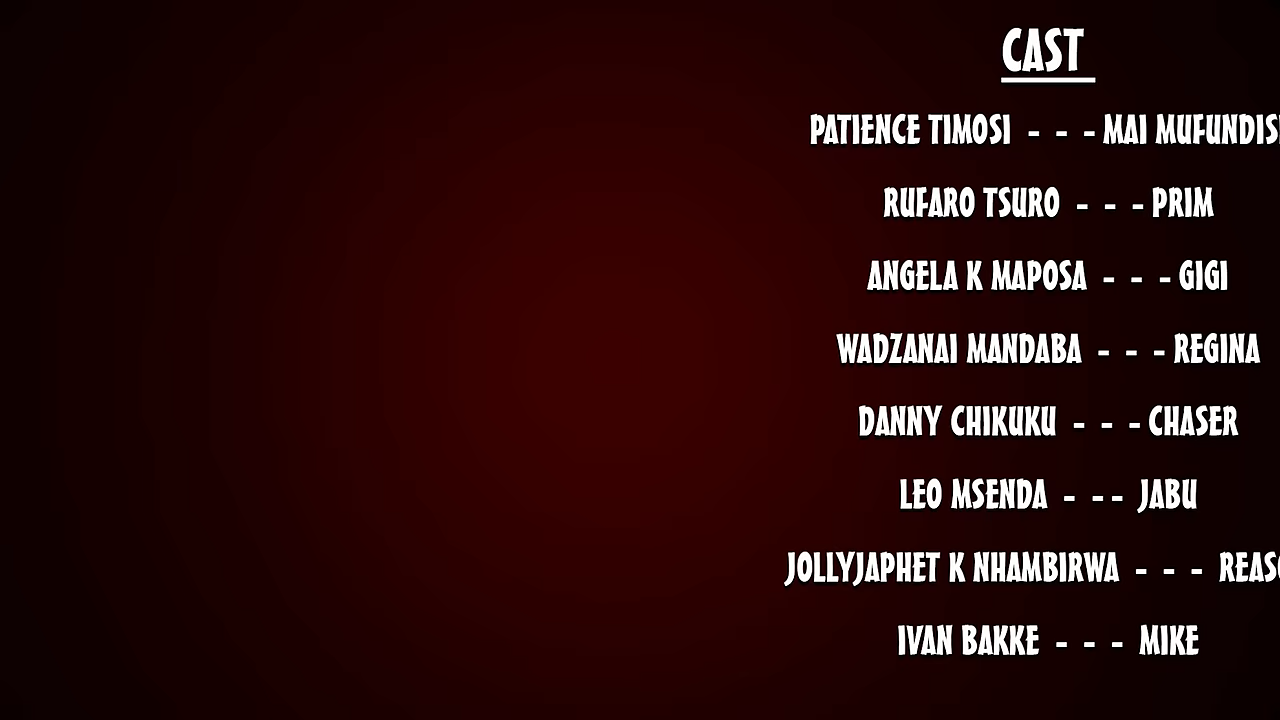 CAST
PATIENCE TIMOSI - - - MAI MUFUNDISI
RUFARO TSURO - - - PRIM
ANGELA K MAPOSA - - - GIGI
WADZANAI MANDABA - - - REGINA
DANNY CHIKUKU - - - CHASER
LEO MSENDA - - - JABU
JOLLYJAPHET K NHAMBIRWA - - -
IVAN BAKKE - - - MIKE